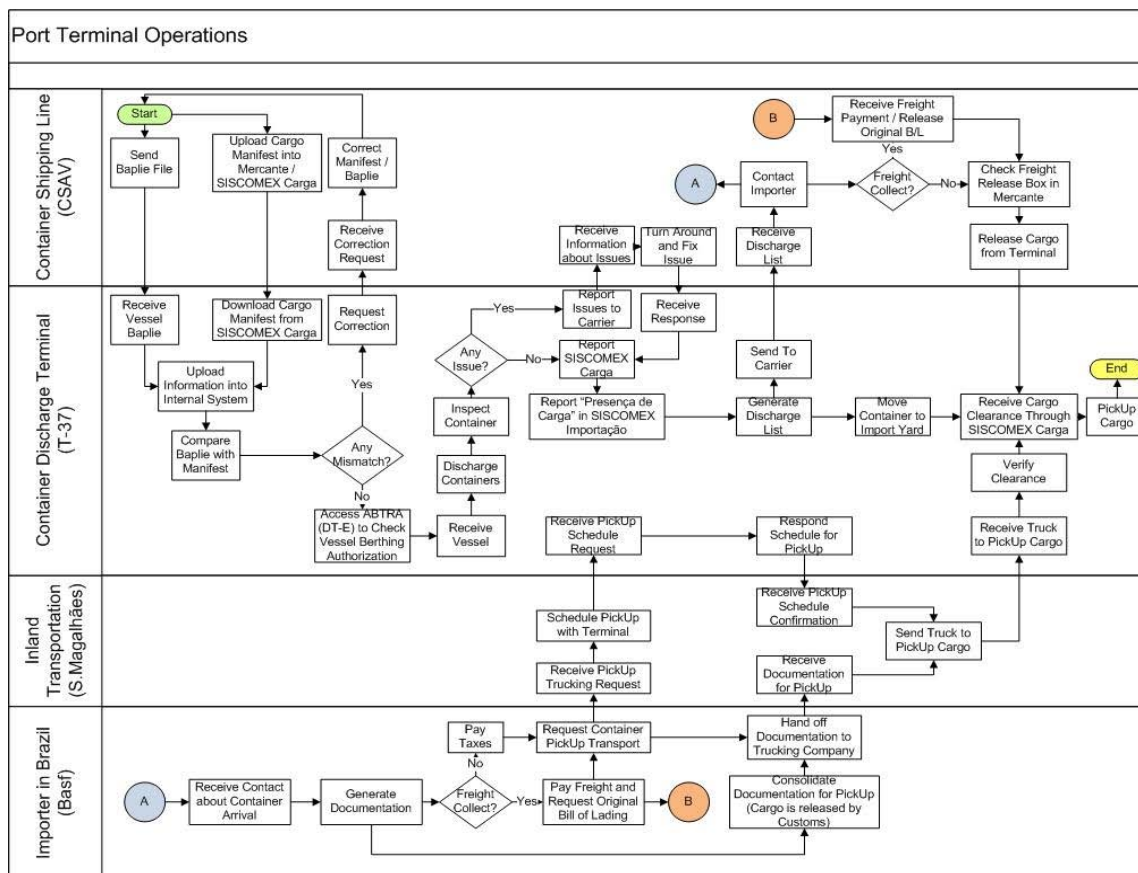 Port Terminal Operations
Container Shipping Line
(CSAV)
Start
Send
Baplie File
Upload Cargo
Manifest into
Mercante /
SISCOMEX Carga
Correct
Manifest /
Baplie
Receive
Correction
Request
B
Receive Freight
Payment / Release
Original B/L
Yes
A
Contact
Importer
Freight
Collect?
No
Check Freight
Release Box in
Mercante
Receive
Information
about Issues
Turn Around
and Fix
Issue
Receive
Discharge
List
Release Cargo
from Terminal
Container Discharge Terminal
(T-37)
Receive
Vessel
Baplie
Download Cargo
Manifest from
SISCOMEX Carga
Request
Correction
Upload
Information into
Internal System
Compare
Baplie with
Manifest
Yes
Any
Mismatch?
No
Access ABTRA
(DT-E) to Check
Vessel Berthing
Authorization
Receive
Vessel
Discharge
Containers
Inspect
Container
Any
Issue?
Yes
No
Report
Issues to
Carrier
Receive
Response
Report
SISCOMEX
Carga
Report “Presença de
Carga” in SISCOMEX
Importação
Send To
Carrier
Generate
Discharge
List
Move
Container to
Import Yard
Receive Cargo
Clearance Through
SISCOMEX Carga
End
PickUp
Cargo
Verify
Clearance
Receive Truck
to PickUp Cargo
Receive PickUp
Schedule
Request
Respond
Schedule for
PickUp
Inland
Transportation
(S.Magalhães)
Schedule PickUp
with Terminal
Receive PickUp
Trucking Request
Receive PickUp
Schedule
Confirmation
Send Truck to
PickUp Cargo
Receive
Documentation
for PickUp
Importer in Brazil
(Basf)
A
Receive Contact
about Container
Arrival
Generate
Documentation
Freight
Collect?
No
Yes
Pay
Taxes
Request Container
PickUp Transport
Pay Freight and
Request Original
Bill of Lading
B
Hand off
Documentation to
Trucking Company
Consolidate
Documentation for PickUp
(Cargo is released by
Customs)